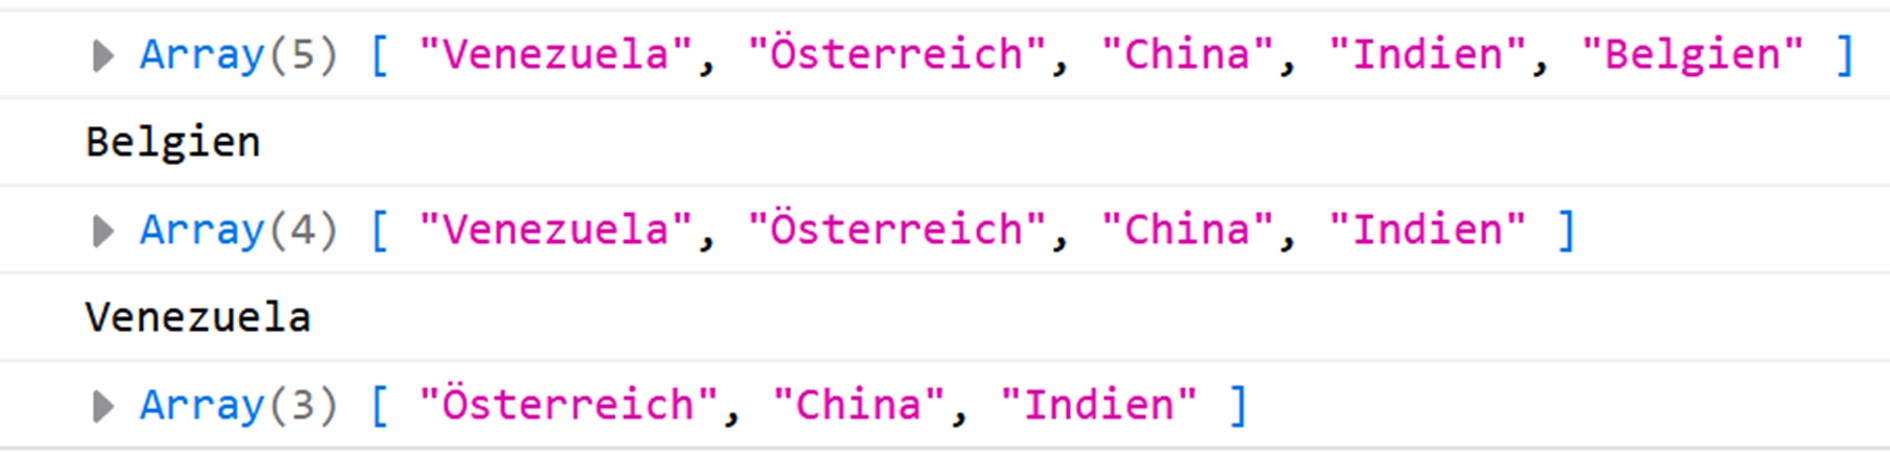 Array(5) [ "Venezuela", "Österreich", "China", "Indien", "Belgien" ]
Belgien
Array(4) [ "Venezuela", "Österreich", "China", "Indien" ]
Venezuela
Array(3) [ "Österreich", "China", "Indien" ]